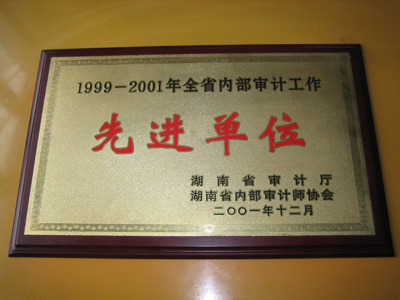 1999-2001年全省内部审计工作
先进单位
湖南省审计厅
湖南省内部审计师协会
二〇〇一年十二月